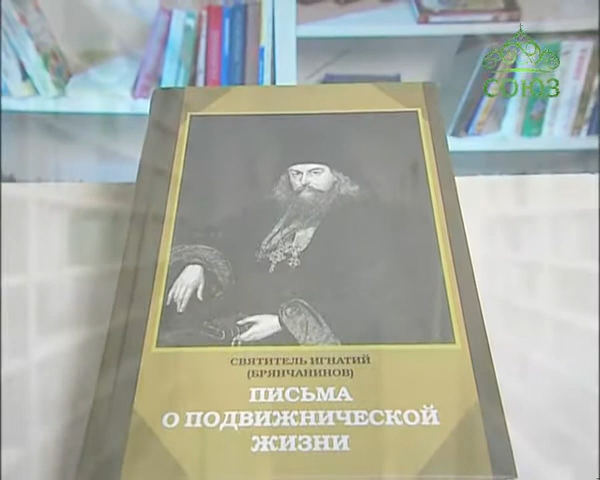 СОЮЗ
СВЯТИТЕЛЬ ИГНАТИЙ
(БРЯНЧАНИНОВ)
ПИСЬМА
О ПОДВИЖНИЧЕСКОЙ
ЖИЗНИ